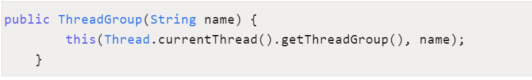 public ThreadGroup(String name) {
        this(Thread.currentThread().getThreadGroup(), name);
    }